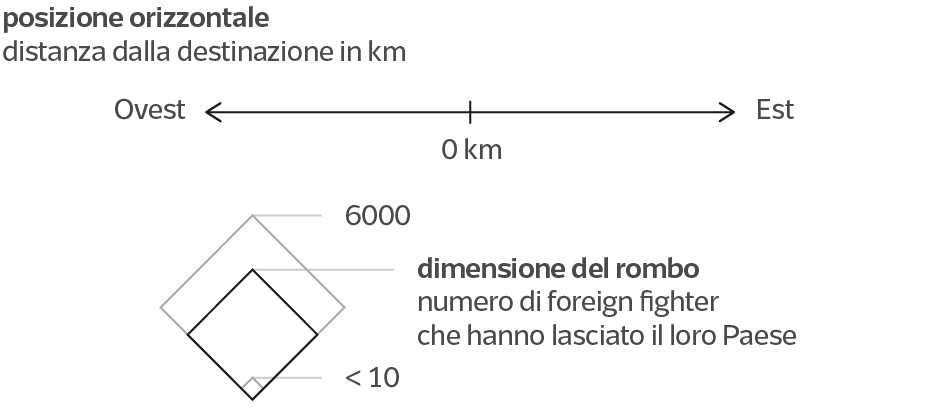 posizione orizzontale
distanza dalla destinazione in km
Ovest
Est
0 km
6000
dimensione del rombo
numero di foreign fighter
che hanno lasciato il loro Paese
< 10